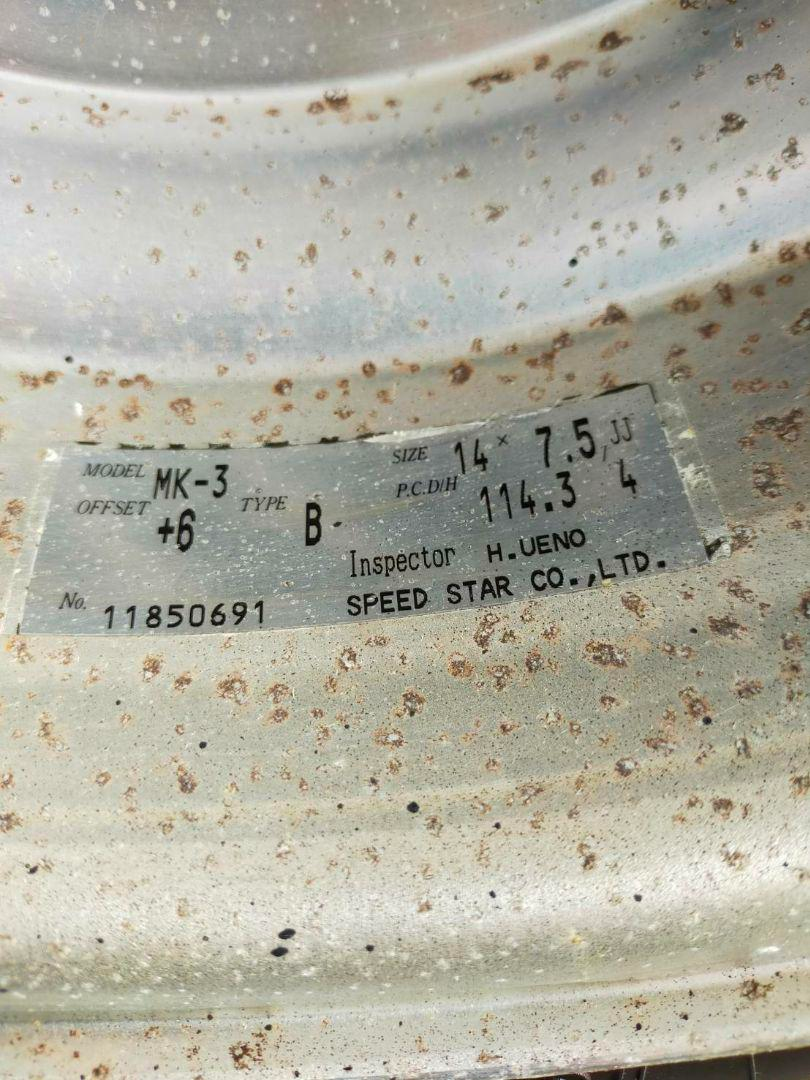 MODEL MK-3 SIZE 14 × 7.5, JJ
OFFSET +6 TYPE B- P.C.D/H 114.3 4
Inspector H.UENO
No. 11850691 SPEED STAR CO.,LTD.